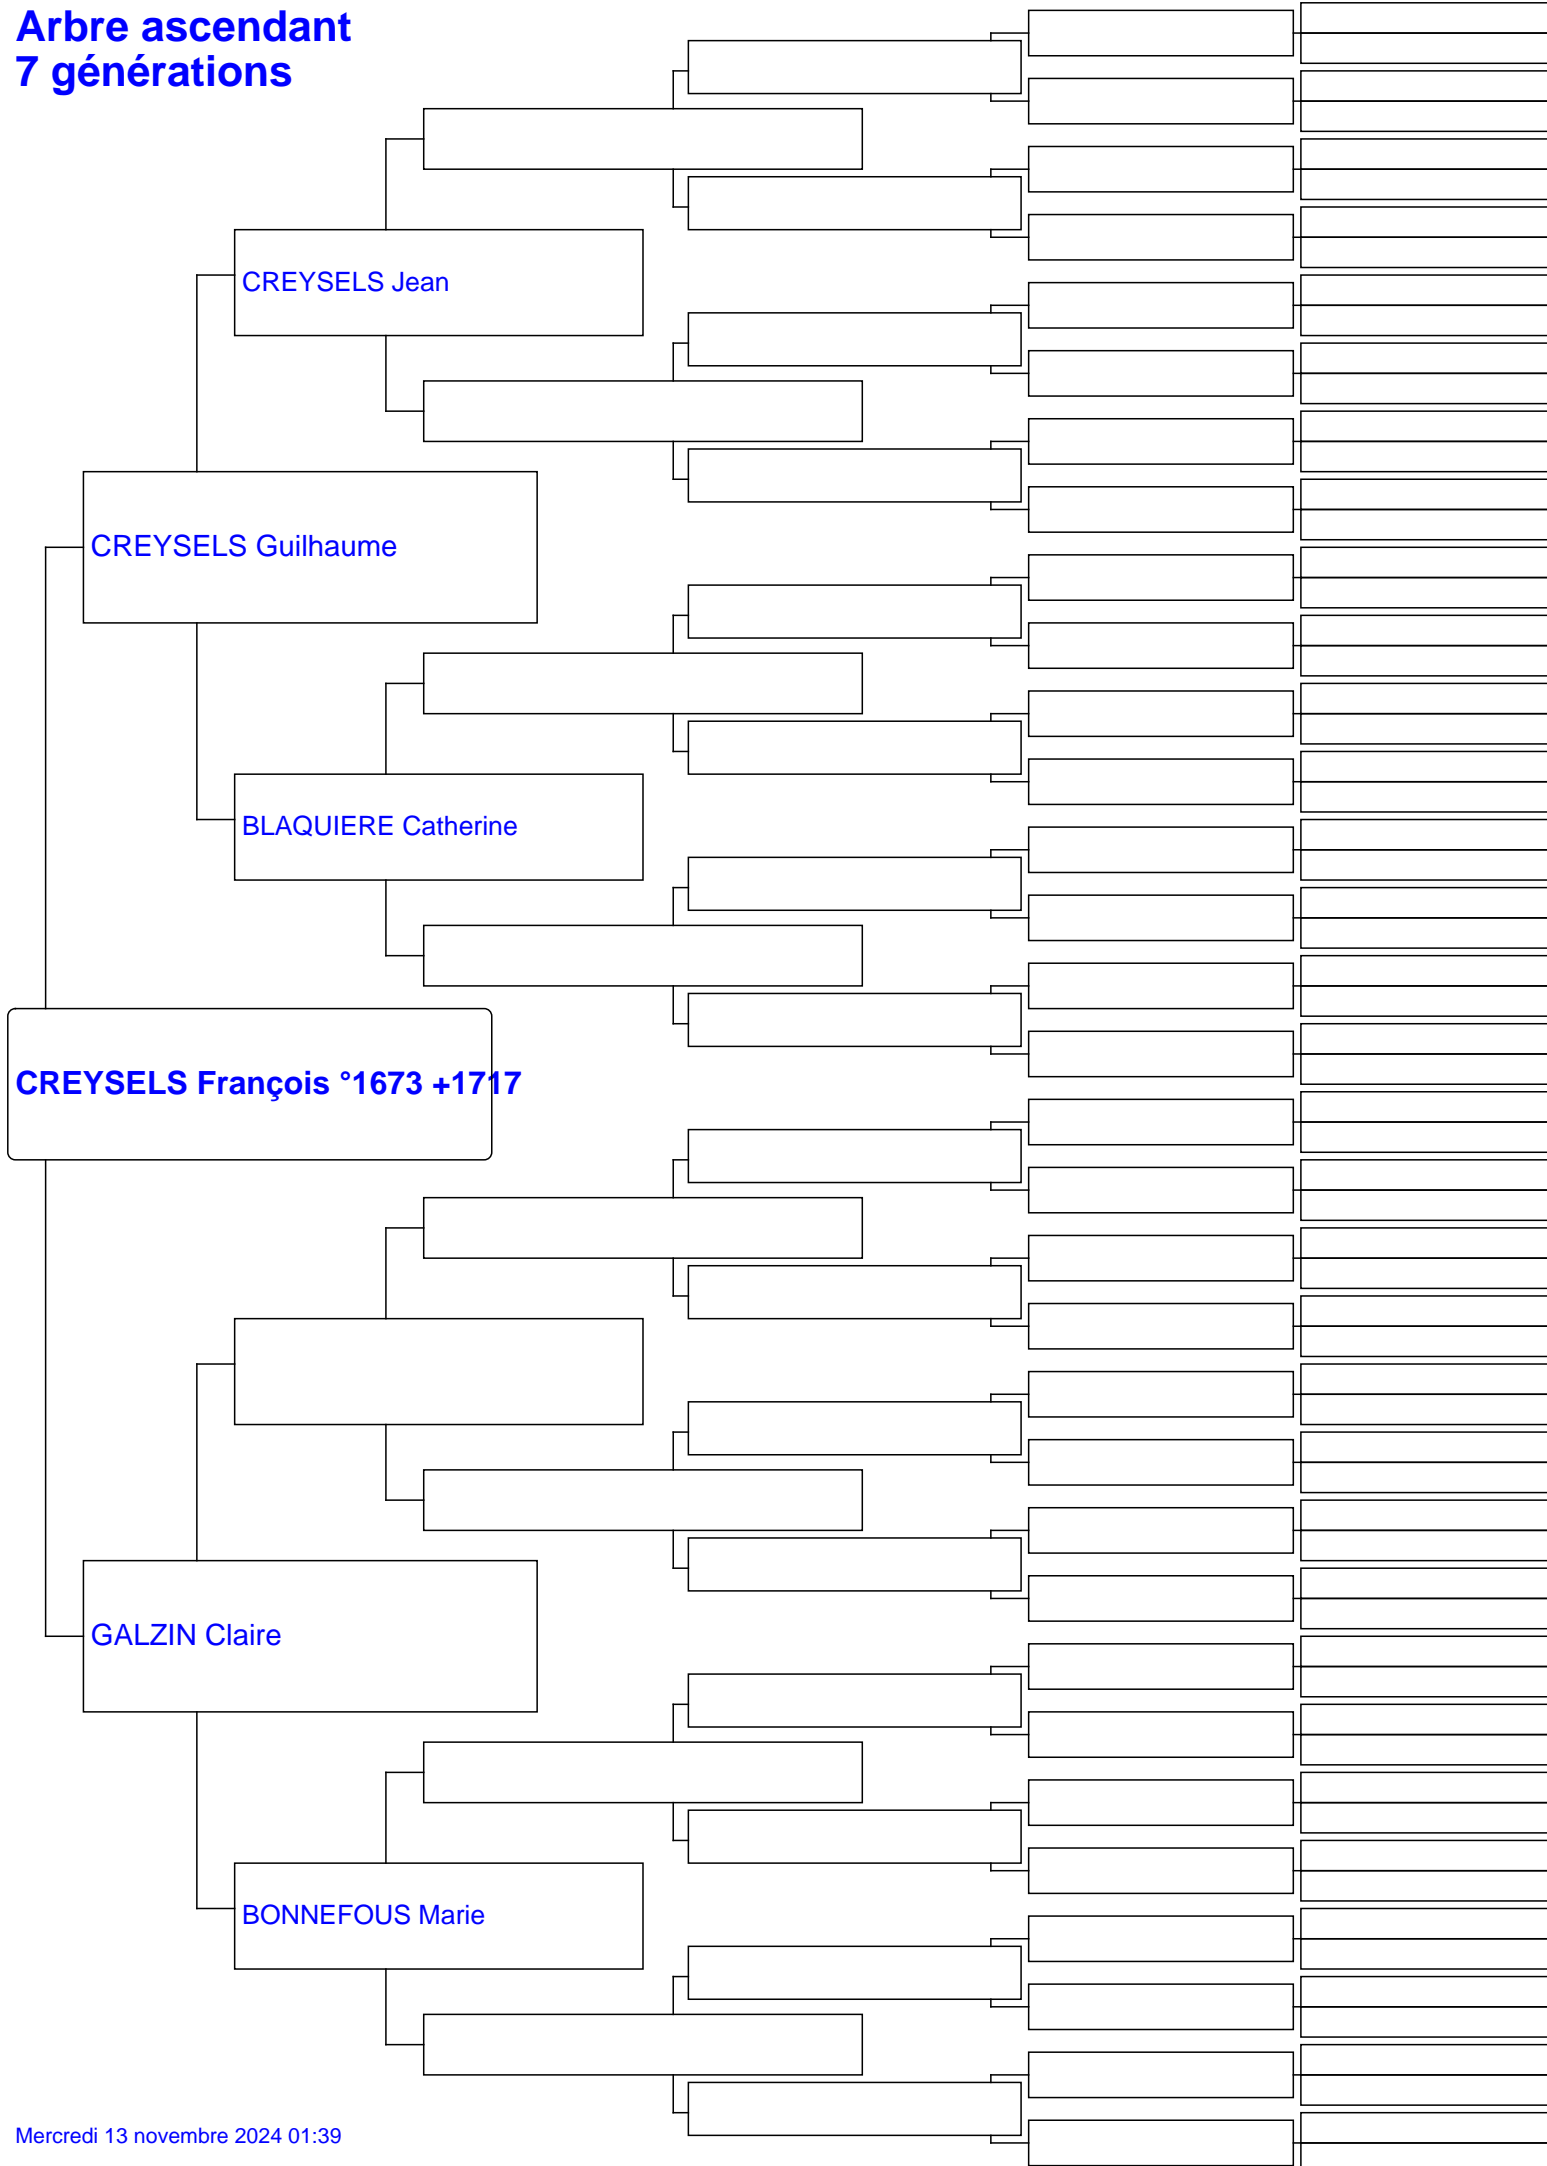 Arbre ascendant
7 générations
CREYSELS Jean
CREYSELS Guilhaume
BLAQUIERE Catherine
CREYSELS François °1673 +1717
GALZIN Claire
BONNEFOUS Marie
Mercredi 13 novembre 2024 01:39